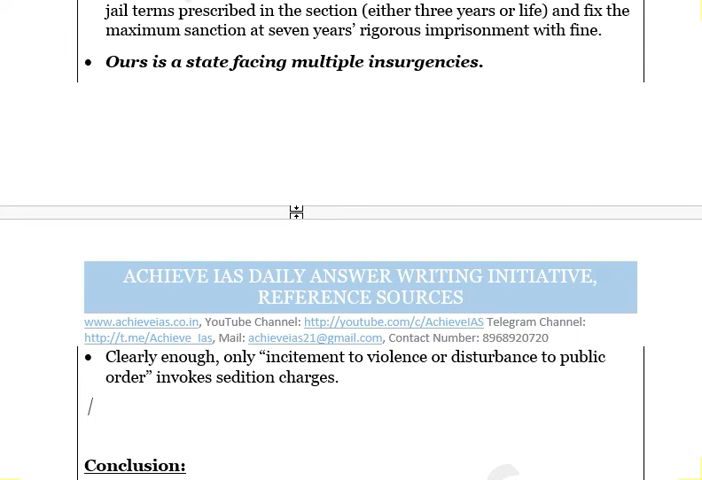 jail terms prescribed in the section (either three years or life) and fix the
maximum sanction at seven years’ rigorous imprisonment with fine.
• Ours is a state facing multiple insurgencies.
ACHIEVE IAS DAILY ANSWER WRITING INITIATIVE,
REFERENCE SOURCES
www.achieveias.co.in, YouTube Channel: http://youtube.com/c/AchieveIAS Telegram Channel:
http://t.me/Achieve_Ias, Mail: achieveias21@gmail.com, Contact Number: 8968920720
• Clearly enough, only “incitement to violence or disturbance to public
order” invokes sedition charges.
/
Conclusion: